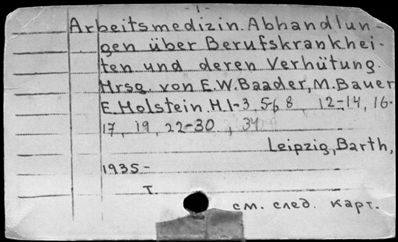 -1-
Arbeitsmedizin. Abhandlun-
gen über Berufskrankhei-
ten und deren Verhütung.
Hrsg. von E.W. Baader, M. Bauer
E. Holstein. H. 1-3, 5-6, 8, 12-14, 16-
17, 19, 22-30, 34
Leipzig, Barth,
1935-
т.
см. след. карт.